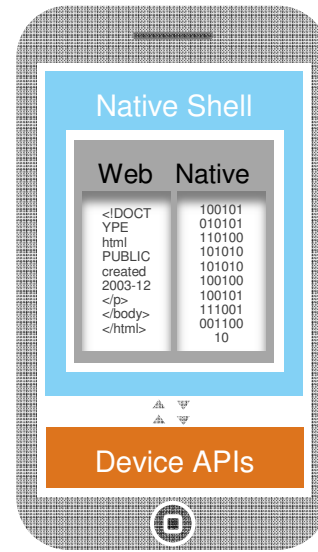 Native Shell
Web Native
<!DOCT
YPE
html
PUBLIC
created
2003-12
</p>
</body>
</html>
100101
010101
110100
101010
101010
100100
100101
111001
001100
10
Device APIs